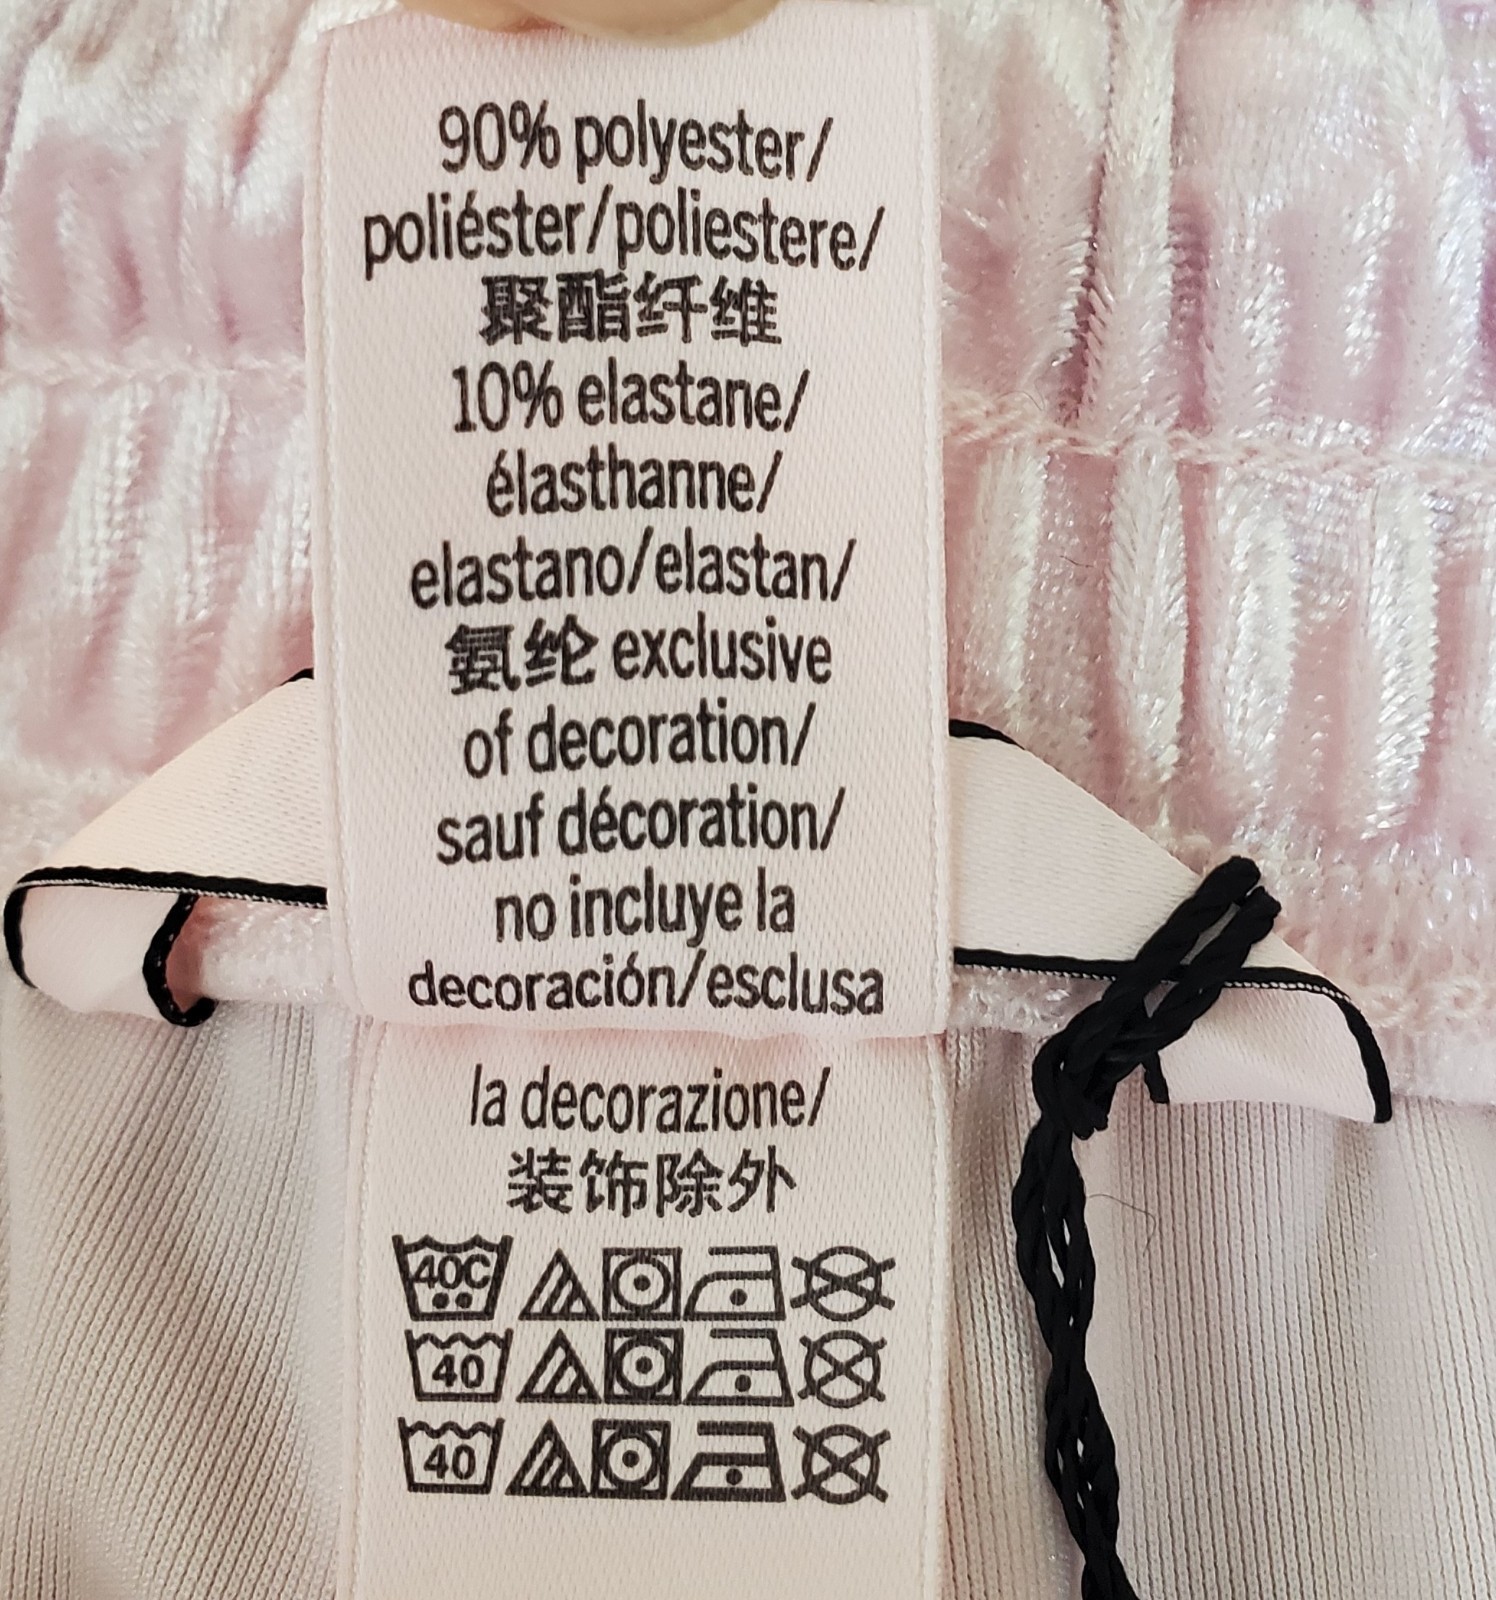 90% polyester/
poliéster/poliestere/
聚酯纤维
10% elastane/
élasthanne/
elastano/elastan/
氨纶 exclusive
of decoration/
sauf décoration/
no incluye la
decoración/esclusa
la decorazione/
装饰除外
40C
40
40